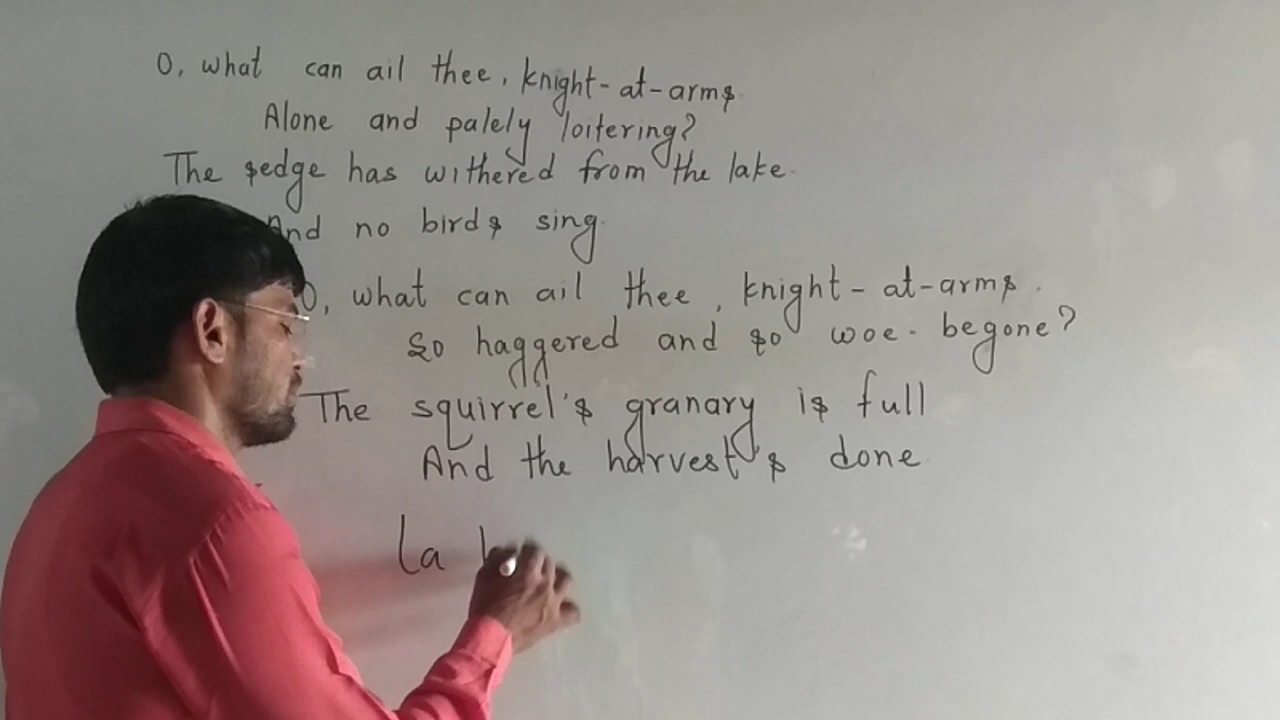 O, what can ail thee, knight-at-arms
Alone and palely loitering?
The sedge has withered from the lake.
And no birds sing.
O, what can ail thee, knight-at-arms.
So haggered and so woe-begone?
The squirrel's granary is full
And the harvest's done.
La